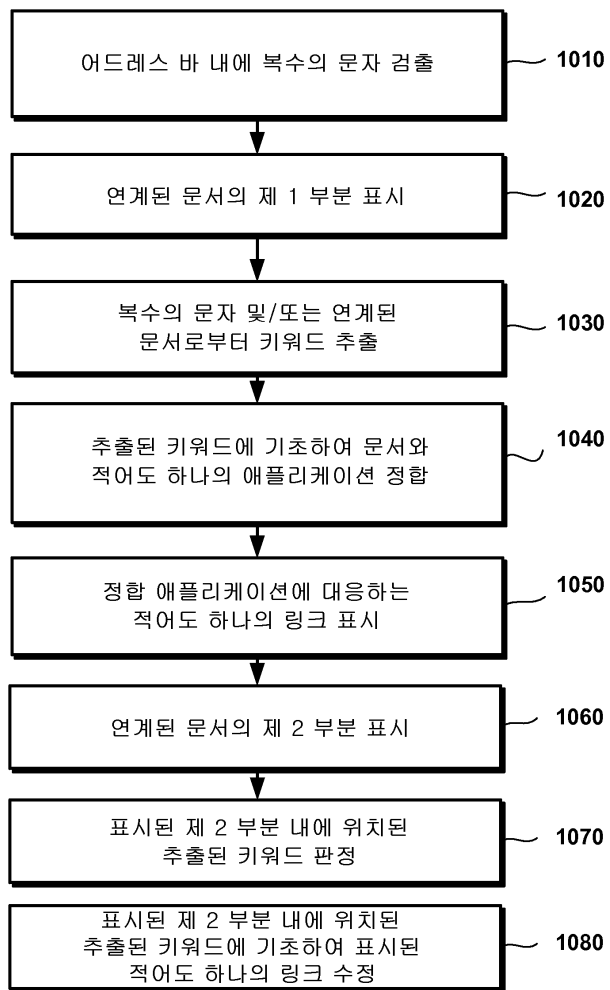 어드레스 바 내에 복수의 문자 검출
1010
연계된 문서의 제 1 부분 표시
1020
복수의 문자 및/또는 연계된
문서로부터 키워드 추출
1030
추출된 키워드에 기초하여 문서와
적어도 하나의 애플리케이션 정합
1040
정합 애플리케이션에 대응하는
적어도 하나의 링크 표시
1050
연계된 문서의 제 2 부분 표시
1060
표시된 제 2 부분 내에 위치된
추출된 키워드 판정
1070
표시된 제 2 부분 내에 위치된
추출된 키워드에 기초하여 표시된
적어도 하나의 링크 수정
1080